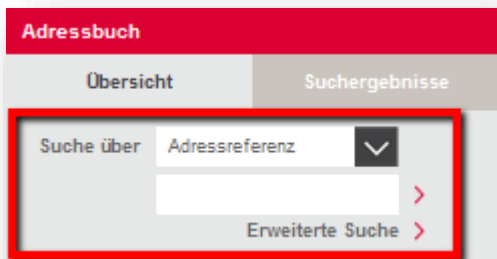 Adressbuch
Übersicht Suchergebnisse
Suche über Adressreferenz
Erweiterte Suche